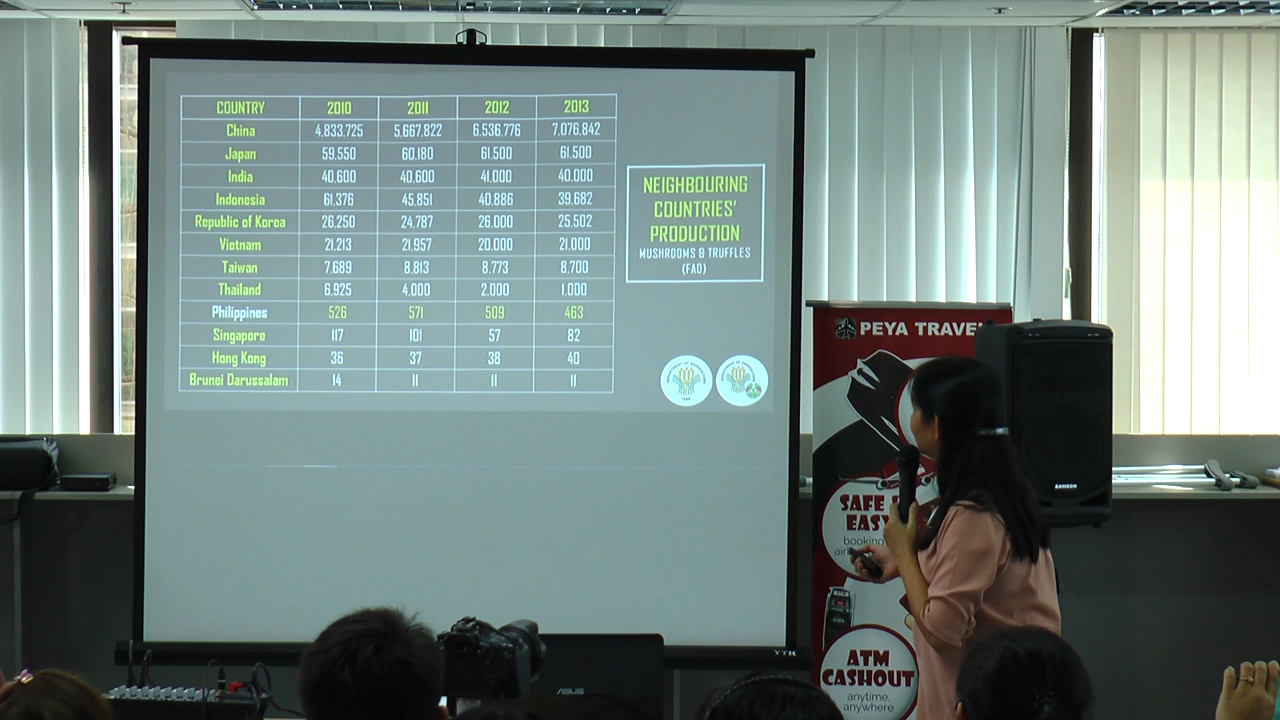 COUNTRY 2010 2011 2012 2013
China 4,833,725 5,667,822 6,536,776 7,076,842
Japan 59,550 60,180 61,500 61,500
India 40,600 40,600 41,000 40,000
Indonesia 61,376 45,851 40,886 39,682
Republic of Korea 26,250 24,787 26,000 25,502
Vietnam 21,213 21,957 20,000 21,000
Taiwan 7,689 8,813 8,773 8,700
Thailand 6,925 4,000 2,000 1,000
Philippines 526 571 509 463
Singapore 117 101 57 82
Hong Kong 36 37 38 40
Brunei Darussalam 14 11 11 11
NEIGHBOURING
COUNTRIES'
PRODUCTION
MUSHROOMS & TRUFFLES
(FAO)
PEYA TRAVEL
SAFE &
EASY
booking
ATM
CASHOUT
anytime,
anywhere
SAMSON
ASUS